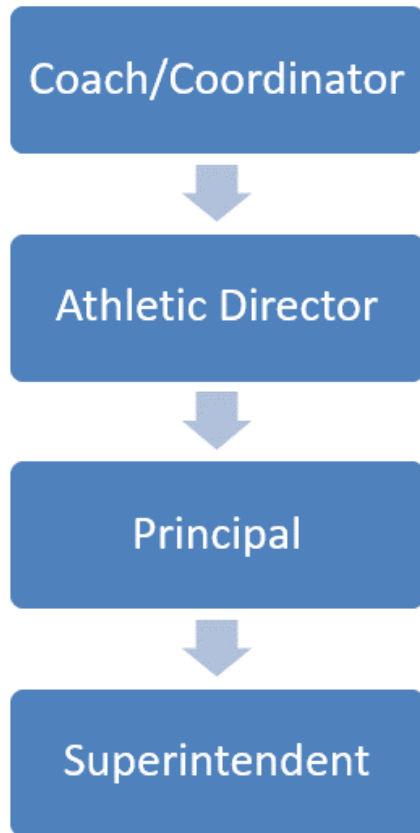 Coach/Coordinator
Athletic Director
Principal
Superintendent